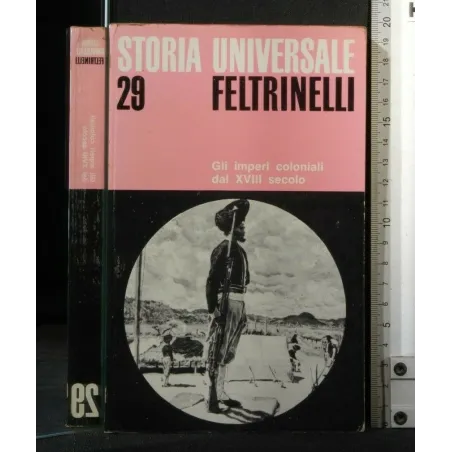 STORIA UNIVERSALE
29 FELTRINELLI
Gli imperi coloniali
dal XVIII secolo
29